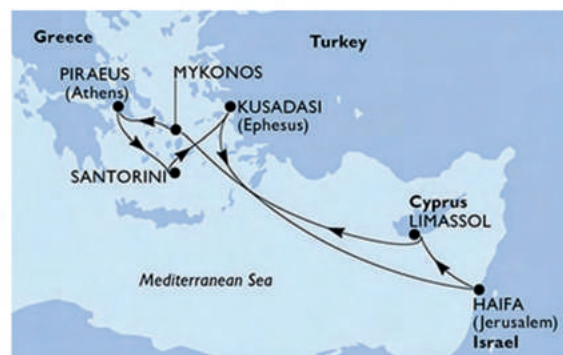 Greece
Turkey
PIRAEUS
(Athens)
MYKONOS
KUSADASI
(Ephesus)
SANTORINI
Cyprus
LIMASSOL
Mediterranean Sea
HAIFA
(Jerusalem)
Israel